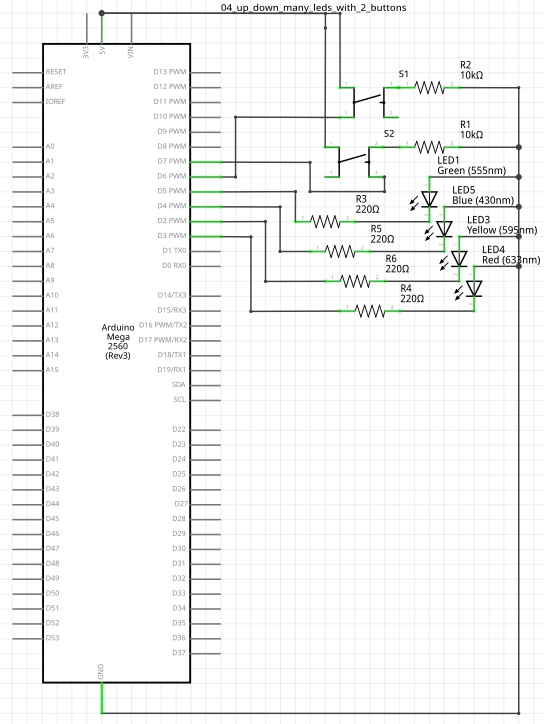 04_up_down_many_leds_with_2_buttons
3V3
5V
VIN
RESET
AREF
IOREF
A0
A1
A2
A3
A4
A5
A6
A7
A8
A9
A10
A11
A12
A13
A14
A15
D38
D39
D40
D41
D42
D43
D44
D45
D46
D47
D48
D49
D50
D51
D52
D53
Arduino
Mega
2560
(Rev3)
D13 PWM
D12 PWM
D11 PWM
D10 PWM
D9 PWM
D8 PWM
D7 PWM
D6 PWM
D5 PWM
D4 PWM
D2 PWM
D3 PWM
D1 TX0
D0 RX0
D14/TX3
D15/RX3
D16 PWM/TX2
D17 PWM/RX2
D18/TX1
D19/RX1
SDA
SCL
D22
D23
D24
D25
D26
D27
D28
D29
D30
D31
D32
D33
D34
D35
D36
D37
GND
S1
R2
10kΩ
S2
R1
10kΩ
LED1
Green (555nm)
LED5
Blue (430nm)
LED3
Yellow (595nm)
LED4
Red (633nm)
R3
220Ω
R5
220Ω
R6
220Ω
R4
220Ω